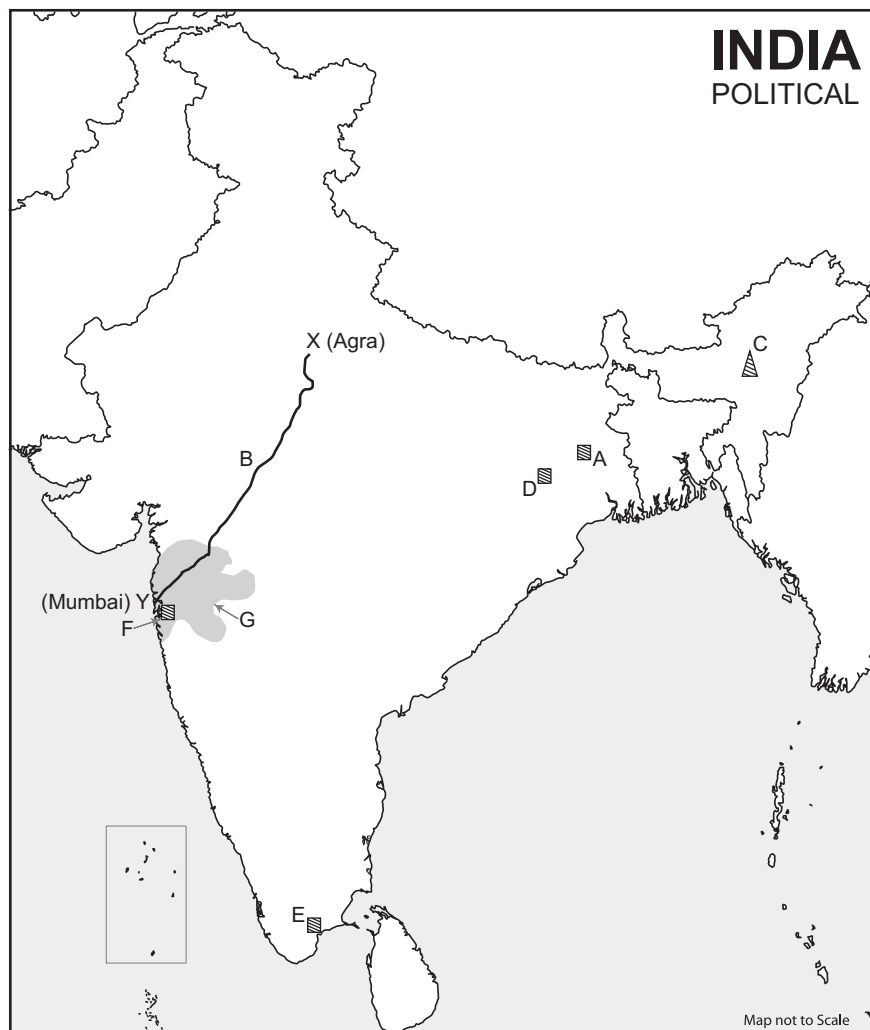 INDIA
POLITICAL
X (Agra)
C
B
A
D
(Mumbai) Y
F
G
E
Map not to Scale